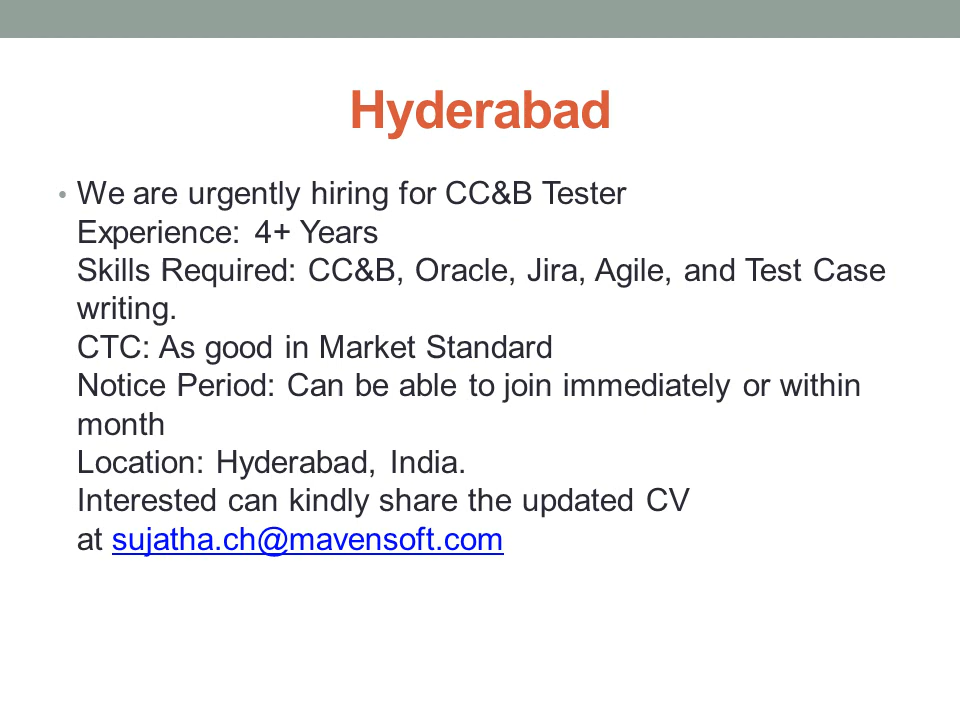 Hyderabad
• We are urgently hiring for CC&B Tester
Experience: 4+ Years
Skills Required: CC&B, Oracle, Jira, Agile, and Test Case
writing.
CTC: As good in Market Standard
Notice Period: Can be able to join immediately or within
month
Location: Hyderabad, India.
Interested can kindly share the updated CV
at sujatha.ch@mavensoft.com